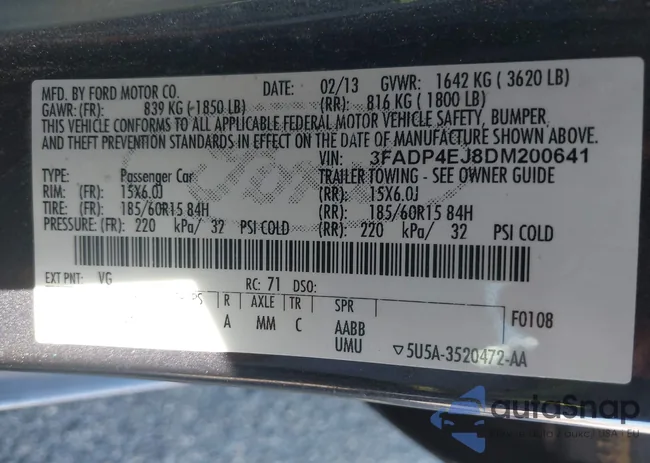 MFD. BY FORD MOTOR CO. DATE: 02/13 GVWR: 1642 KG ( 3620 LB)
GAWR: (FR): 839 KG ( 1850 LB) (RR): 816 KG ( 1800 LB)
THIS VEHICLE CONFORMS TO ALL APPLICABLE FEDERAL MOTOR VEHICLE SAFETY, BUMPER
AND THEFT PREVENTION STANDARDS IN EFFECT ON THE DATE OF MANUFACTURE SHOWN ABOVE.
VIN: 3FADP4EJ8DM200641
TYPE: Passenger Car TRAILER TOWING - SEE OWNER GUIDE
RIM: (FR) 15X6.0J (RR): 15X6.0J
TIRE: (FR) 185/60R15 84H (RR): 185/60R15 84H
PRESSURE: (FR): 220 kPa/ 32 PSI COLD (RR): 220 kPa/ 32 PSI COLD
EXT PNT: VG RC: 71 DSO:
R AXLE TR SPR F0108
A MM C AABB
UMU ▽5U5A-3520472-AA
autoSnap
USA - EU